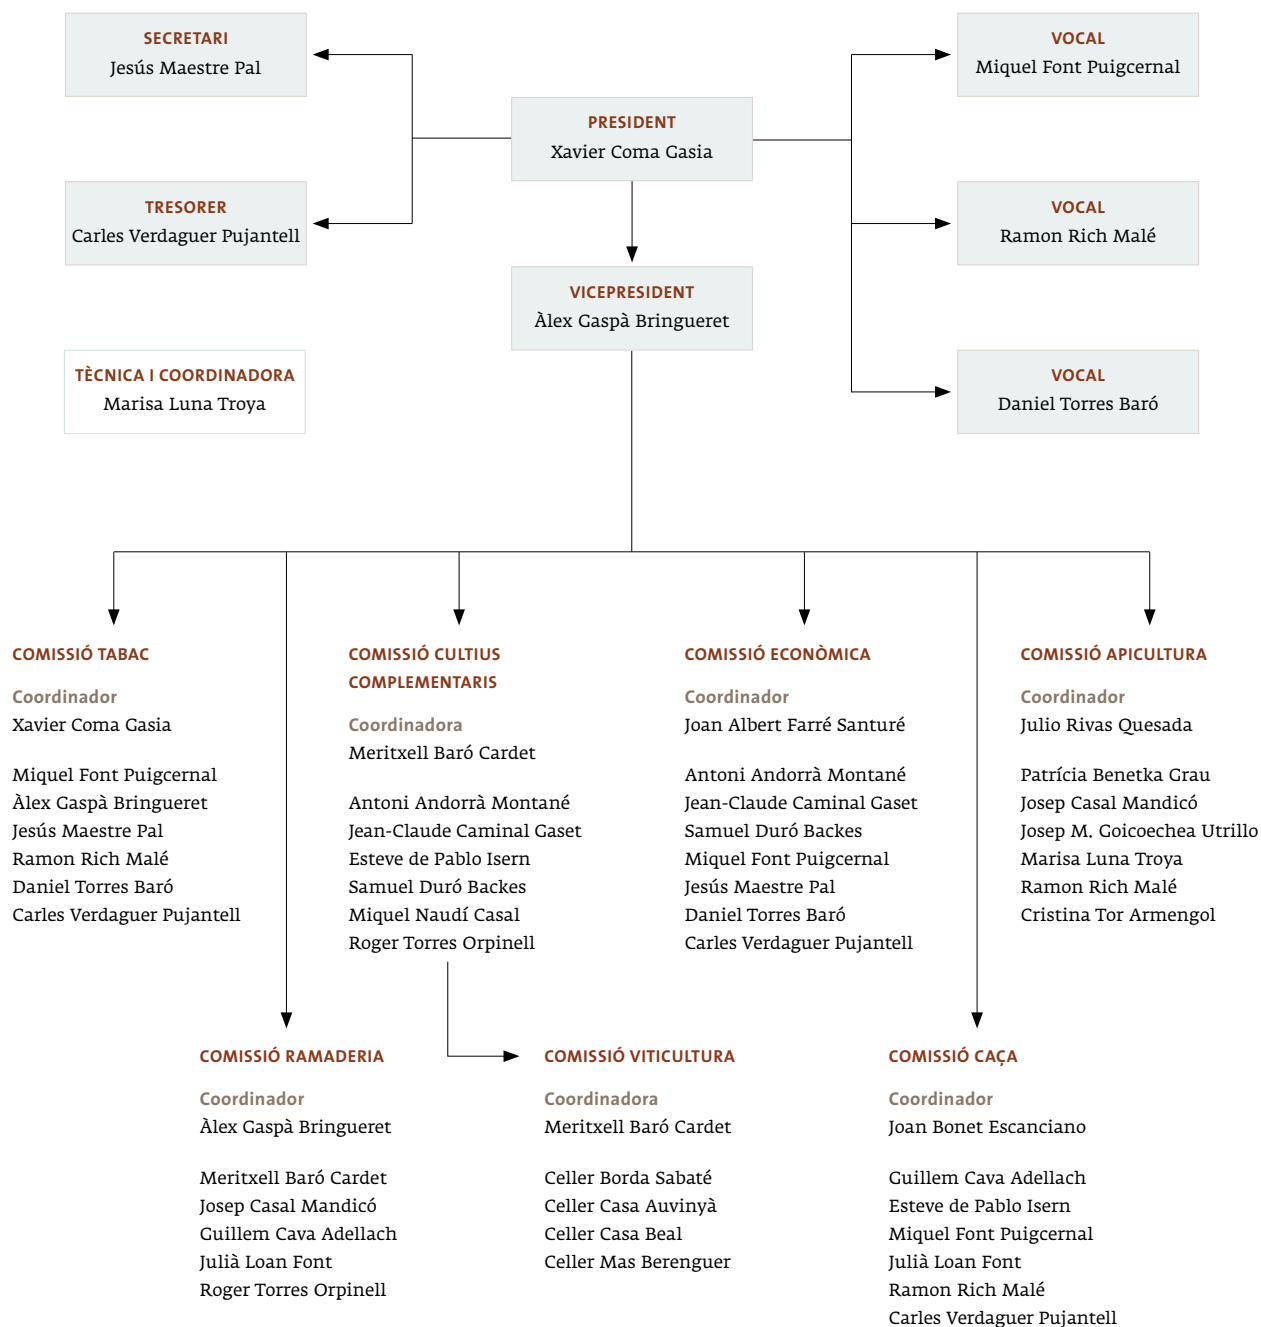 SECRETARI
Jesús Maestre Pal
VOCAL
Miquel Font Puigcernal
PRESIDENT
Xavier Coma Gasia
TRESORER
Carles Verdaguer Pujantell
VOCAL
Ramon Rich Malé
VICEPRESIDENT
Àlex Gaspà Bringueret
TÈCNICA I COORDINADORA
Marisa Luna Troya
VOCAL
Daniel Torres Baró
COMISSIÓ TABAC
Coordinador
Xavier Coma Gasia
Miquel Font Puigcernal
Àlex Gaspà Bringueret
Jesús Maestre Pal
Ramon Rich Malé
Daniel Torres Baró
Carles Verdaguer Pujantell
COMISSIÓ CULTIUS
COMPLEMENTARIS
Coordinadora
Meritxell Baró Cardet
Antoni Andorrà Montané
Jean-Claude Caminal Gaset
Esteve de Pablo Isern
Samuel Duró Backes
Miquel Naudí Casal
Roger Torres Orpinell
COMISSIÓ ECONÒMICA
Coordinador
Joan Albert Farré Santuré
Antoni Andorrà Montané
Jean-Claude Caminal Gaset
Samuel Duró Backes
Miquel Font Puigcernal
Jesús Maestre Pal
Daniel Torres Baró
Carles Verdaguer Pujantell
COMISSIÓ APICULTURA
Coordinador
Julio Rivas Quesada
Patrícia Benetka Grau
Josep Casal Mandicó
Josep M. Goicoechea Utrillo
Marisa Luna Troya
Ramon Rich Malé
Cristina Tor Armengol
COMISSIÓ RAMADERIA
Coordinador
Àlex Gaspà Bringueret
Meritxell Baró Cardet
Josep Casal Mandicó
Guillem Cava Adellach
Julià Loan Font
Roger Torres Orpinell
COMISSIÓ VITICULTURA
Coordinadora
Meritxell Baró Cardet
Celler Borda Sabaté
Celler Casa Auvinyà
Celler Casa Beal
Celler Mas Berenguer
COMISSIÓ CAÇA
Coordinador
Joan Bonet Escanciano
Guillem Cava Adellach
Esteve de Pablo Isern
Miquel Font Puigcernal
Julià Loan Font
Ramon Rich Malé
Carles Verdaguer Pujantell